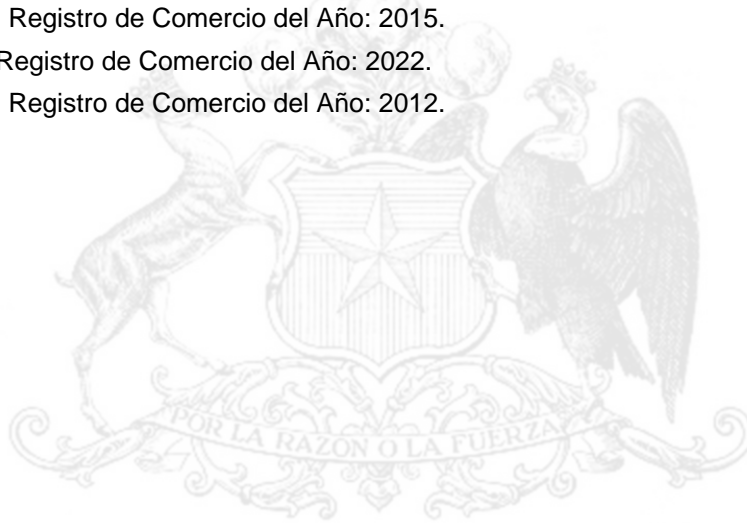 Registro de Comercio del Año: 2015.
Registro de Comercio del Año: 2022.
Registro de Comercio del Año: 2012.
POR LA RAZON O LA FUERZA